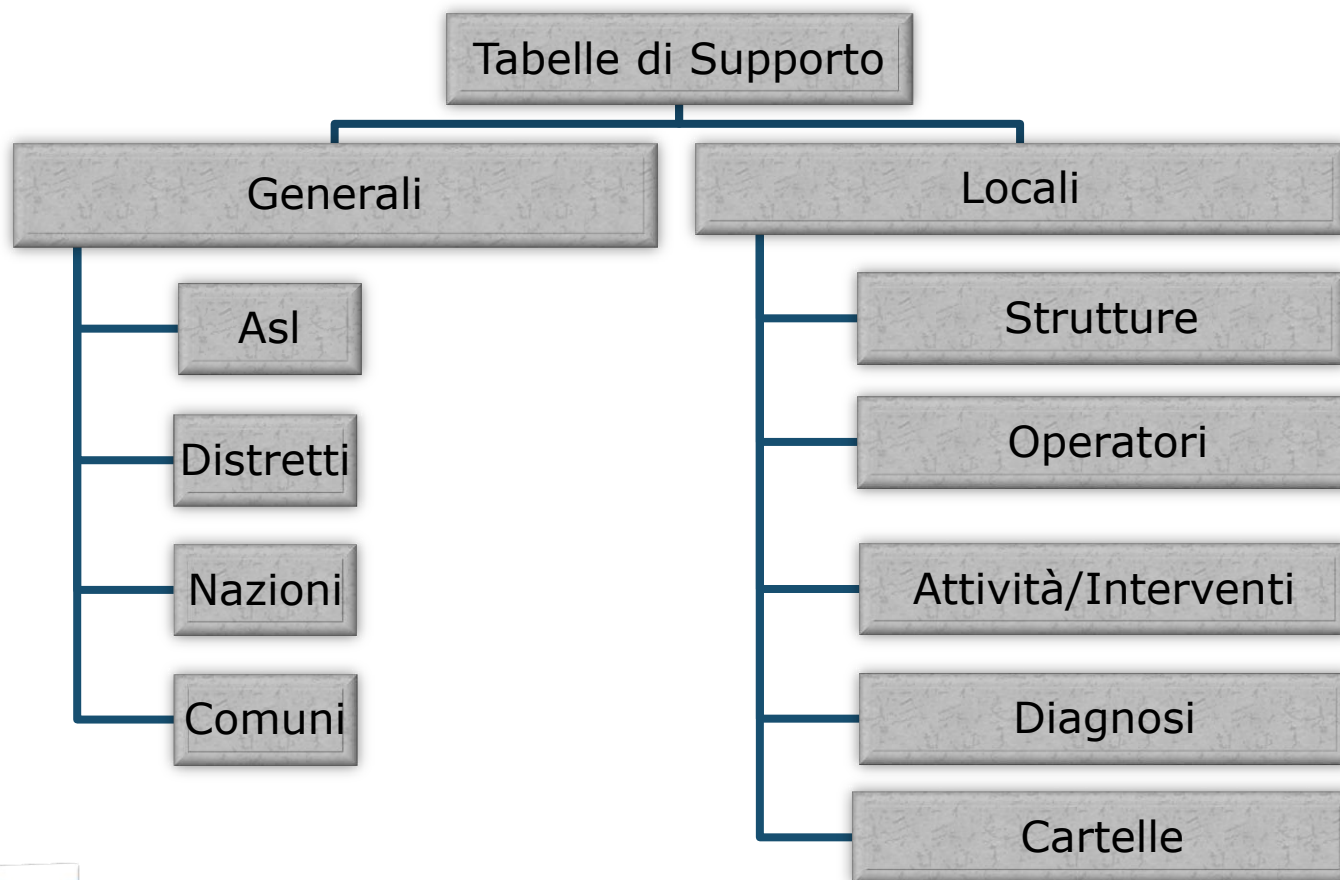 Tabelle di Supporto
Generali
Asl
Distretti
Nazioni
Comuni
Locali
Strutture
Operatori
Attività/Interventi
Diagnosi
Cartelle